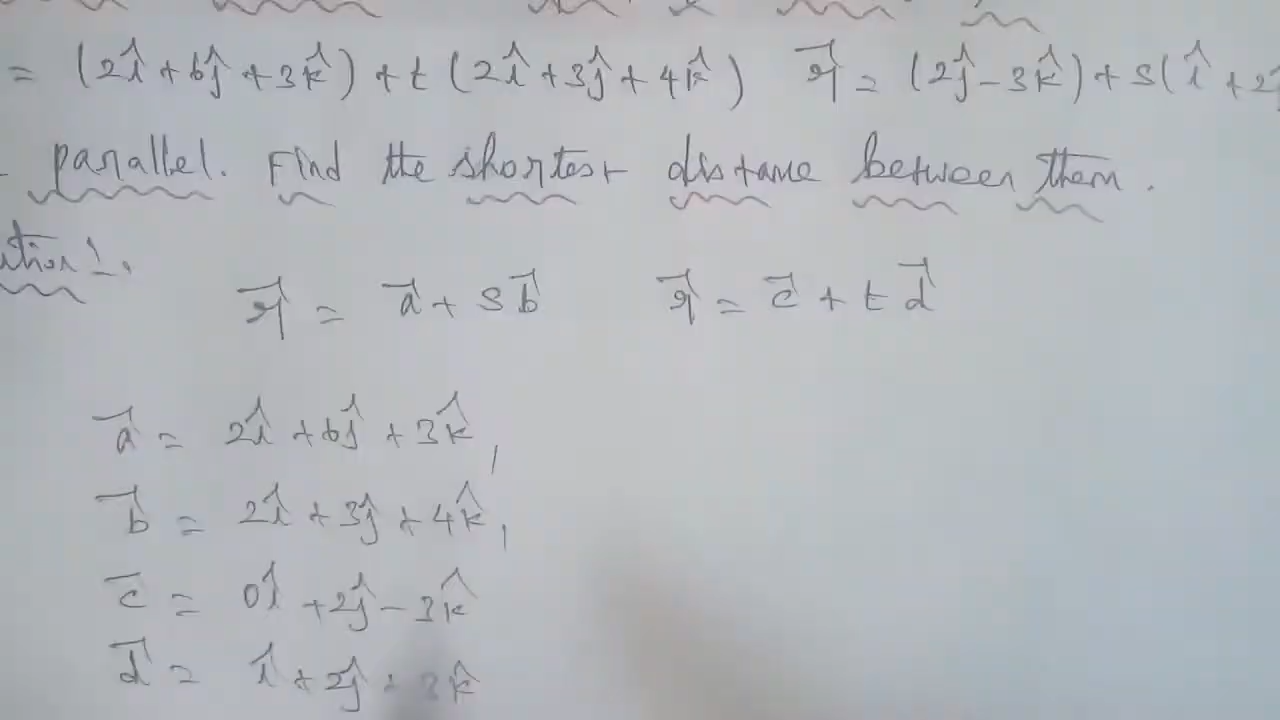 = (2î + 6ĵ + 3k̂) + t (2î + 3ĵ + 4k̂) r⃗ = (2ĵ - 3k̂) + s(î + 2ĵ
parallel. Find the shortest distance between them.
r⃗ = a⃗ + s b⃗ r⃗ = c⃗ + t d⃗
a⃗ = 2î + 6ĵ + 3k̂,
b⃗ = 2î + 3ĵ + 4k̂,
c⃗ = 0î + 2ĵ - 3k̂
d⃗ = î + 2ĵ + 3k̂